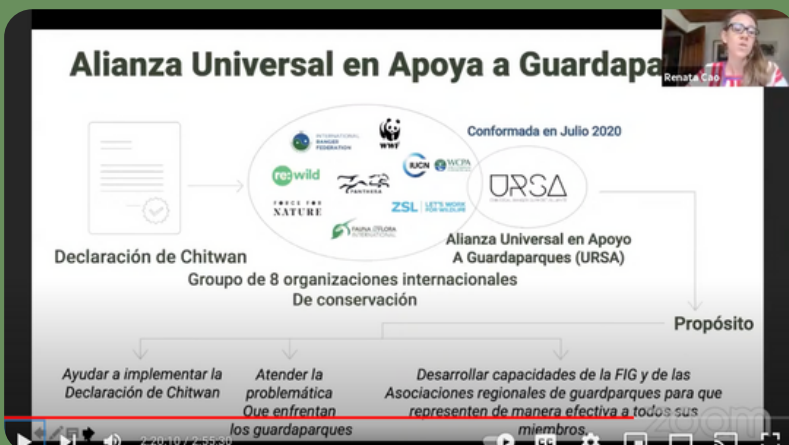 Alianza Universal en Apoya a Guardapa
Renata Cao
INTERNATIONAL
RANGER
FEDERATION
WWF
Conformada en Julio 2020
re:wild
IUCN
WCPA
PANTHERA
URSA
FORCE FOR
NATURE
ZSL LET'S WORK
FOR WILDLIFE
FAUNA & FLORA
INTERNATIONAL
Declaración de Chitwan
Alianza Universal en Apoyo
A Guardaparques (URSA)
Groupo de 8 organizaciones internacionales
De conservación
Propósito
Ayudar a implementar la
Declaración de Chitwan
Atender la
problemática
Que enfrentan
los guardaparques
Desarrollar capacidades de la FIG y de las
Asociaciones regionales de guardparques para que
representen de manera efectiva a todos sus
miembros.
zoom
2:20:10 / 2:55:30
CC